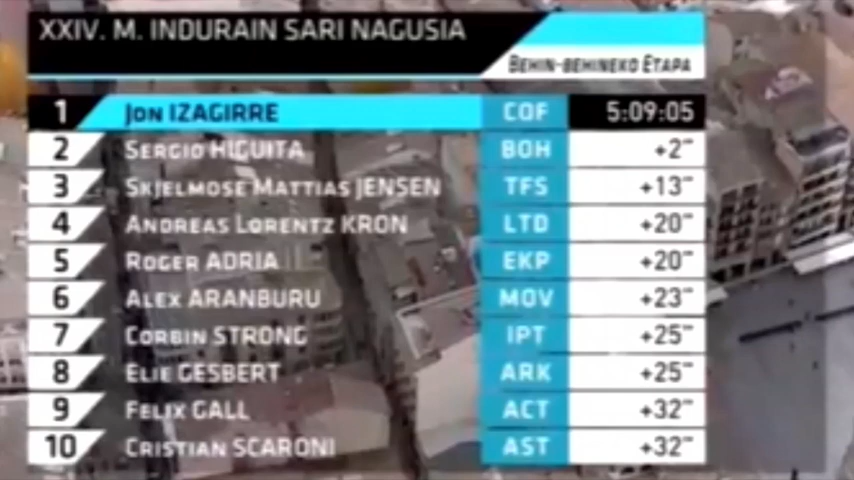 XXIV. M. INDURAIN SARI NAGUSIA
BEHIN-BEHINEKO ETAPA
1 JON IZAGIRRE COF 5:09:05
2 SERGIO HIGUITA BOH +2"
3 SKJELMOSE MATTIAS JENSEN TFS +13"
4 ANDREAS LORENTZ KRON LTD +20"
5 ROGER ADRIA EKP +20"
6 ALEX ARANBURU MOV +23"
7 CORBIN STRONG IPT +25"
8 ELIE GESBERT ARK +25"
9 FELIX GALL ACT +32"
10 CRISTIAN SCARONI AST +32"